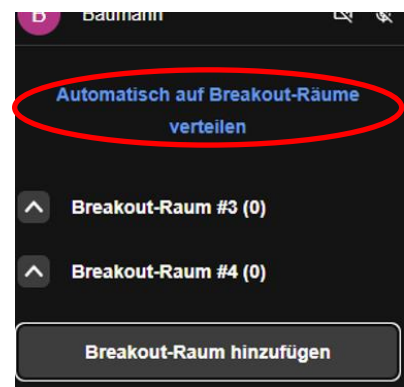 B Baumann
Automatisch auf Breakout-Räume
verteilen
Breakout-Raum #3 (0)
Breakout-Raum #4 (0)
Breakout-Raum hinzufügen